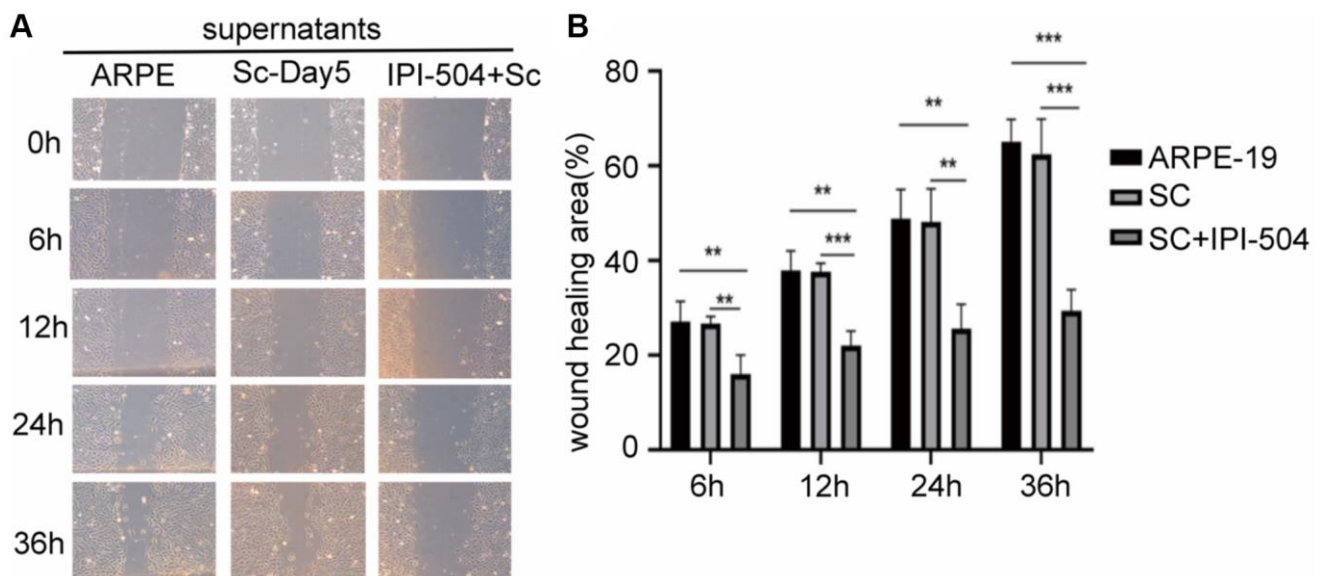 A
supernatants
ARPE Sc-Day5 IPI-504+Sc
0h
6h
12h
24h
36h
B
wound healing area(%)
80
60
40
20
0
** ** ** *** ** ** *** ***
6h 12h 24h 36h
ARPE-19
SC
SC+IPI-504